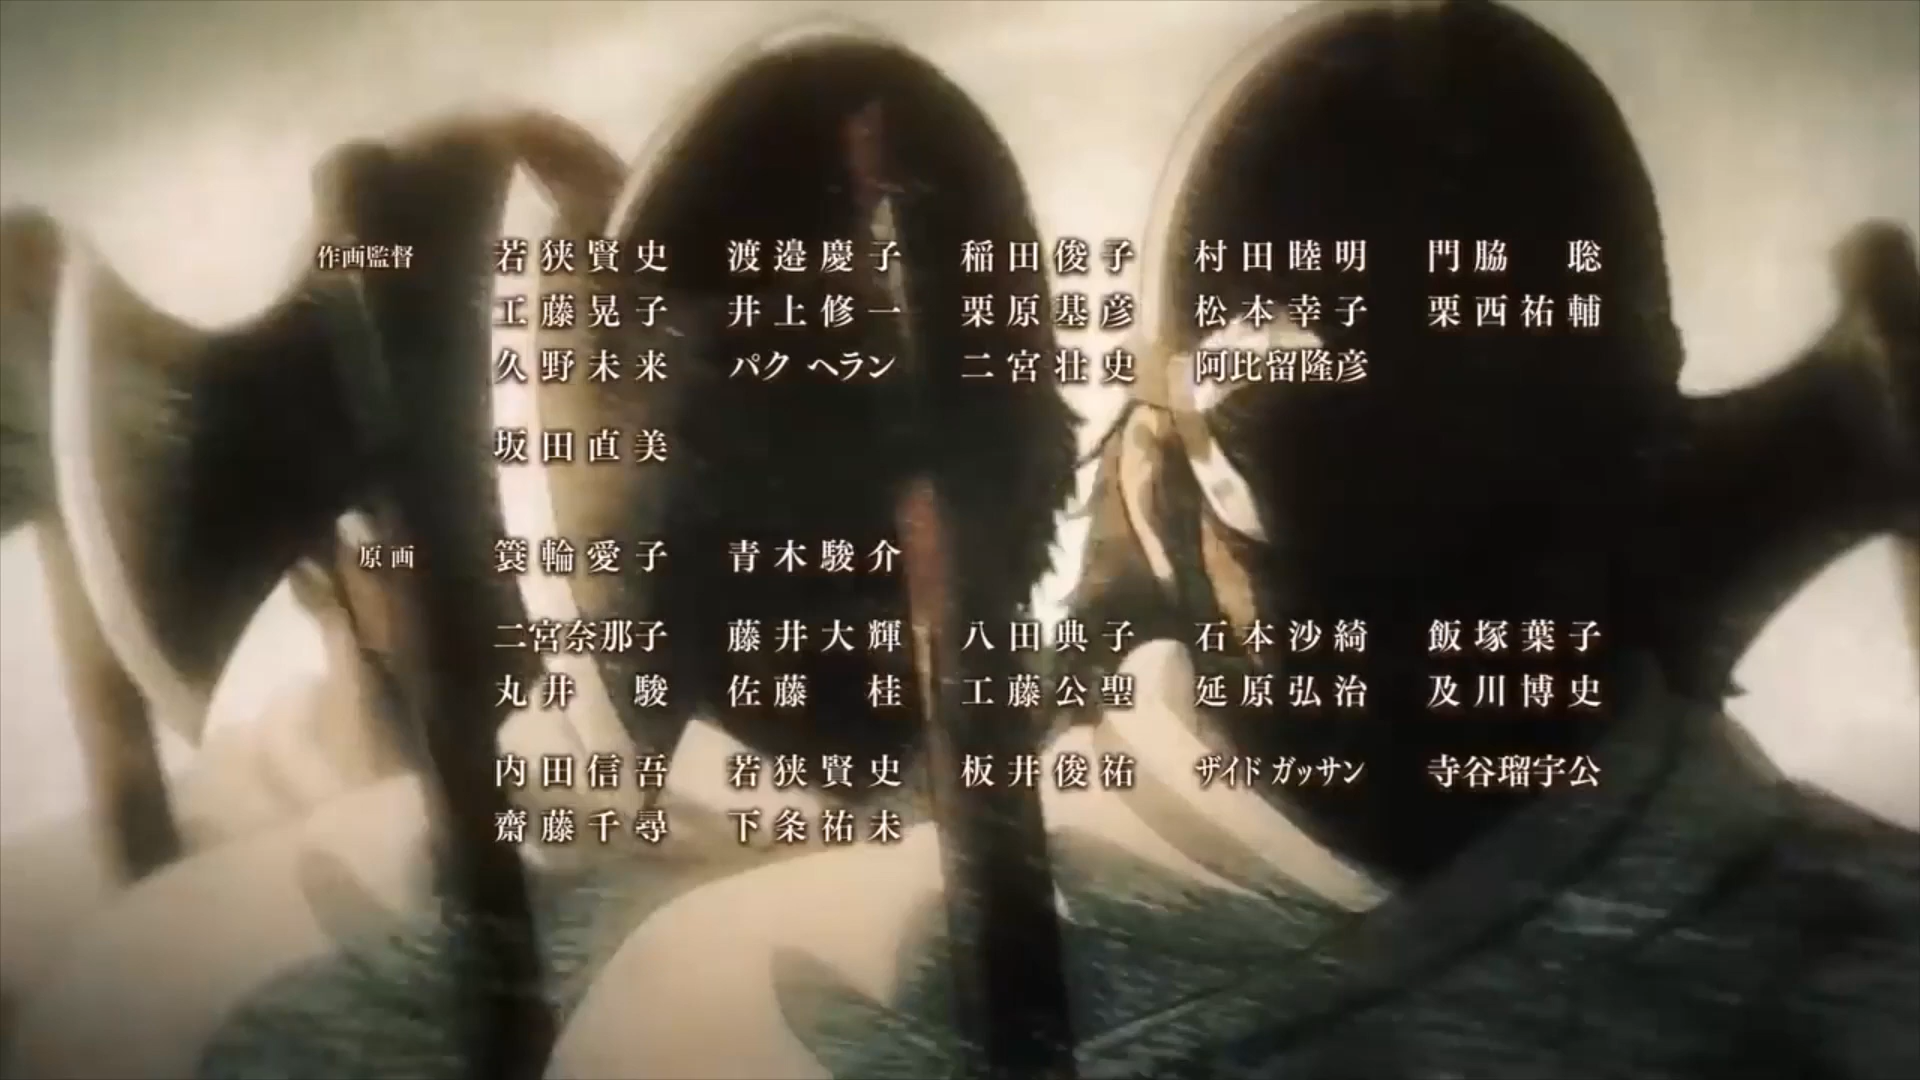 作画監督 若狭賢史 渡邉慶子 稲田俊子 村田睦明 門脇 聡
工藤晃子 井上修一 栗原基彦 松本幸子 栗西祐輔
久野未来 パク ヘラン 二宮壮史 阿比留隆彦
坂田直美
原画 簑輪愛子 青木駿介
二宮奈那子 藤井大輝 八田典子 石本沙綺 飯塚葉子
丸井 駿 佐藤 桂 工藤公聖 延原弘治 及川博史
内田信吾 若狭賢史 板井俊祐 ザイド ガッサン 寺谷瑠宇公
齋藤千尋 下条祐未